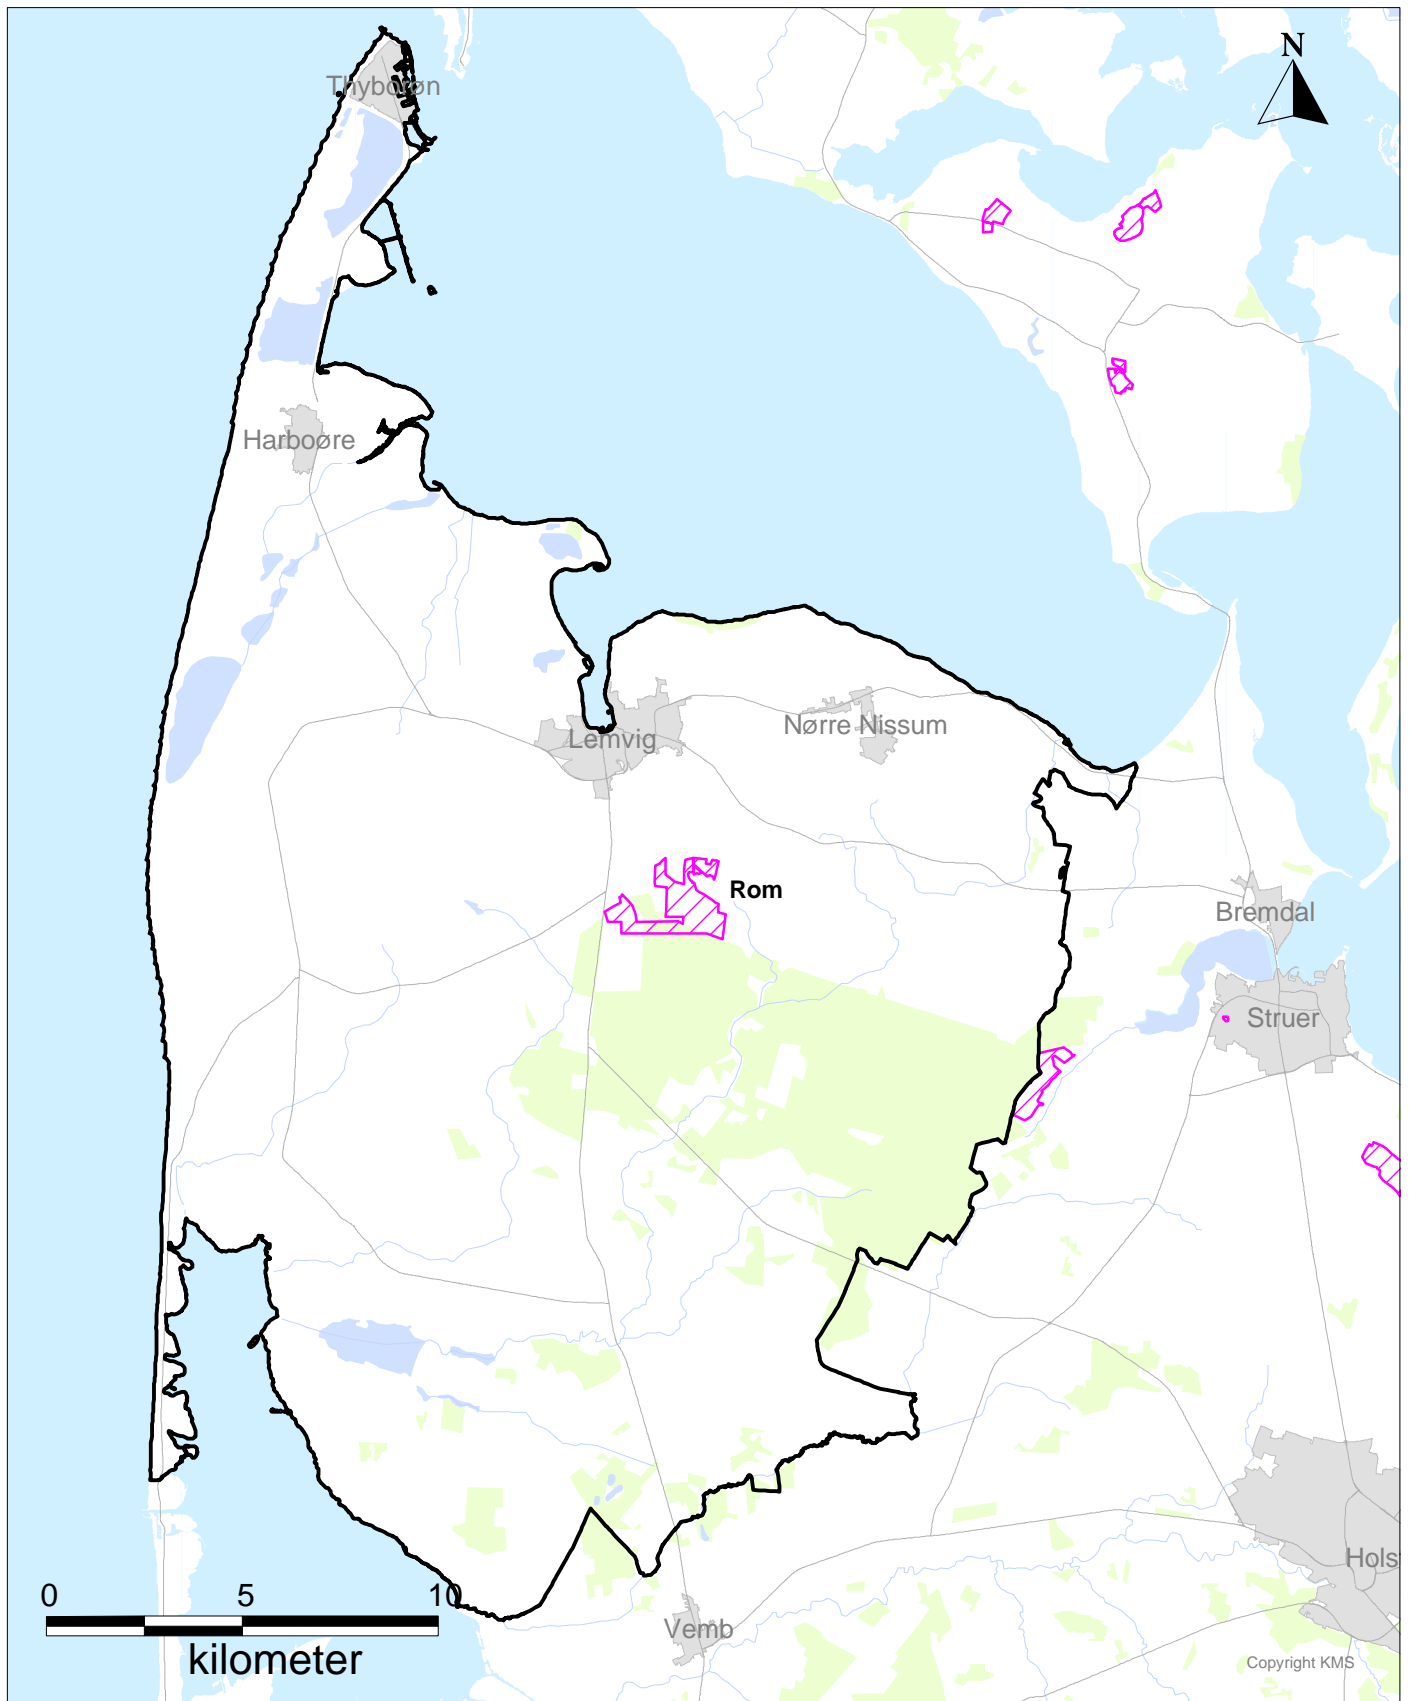 N
Thyborøn
Harboøre
Nørre Nissum
Lemvig
Rom
Bremdal
Struer
Hols
0 5 10
kilometer
Vemb
Copyright KMS